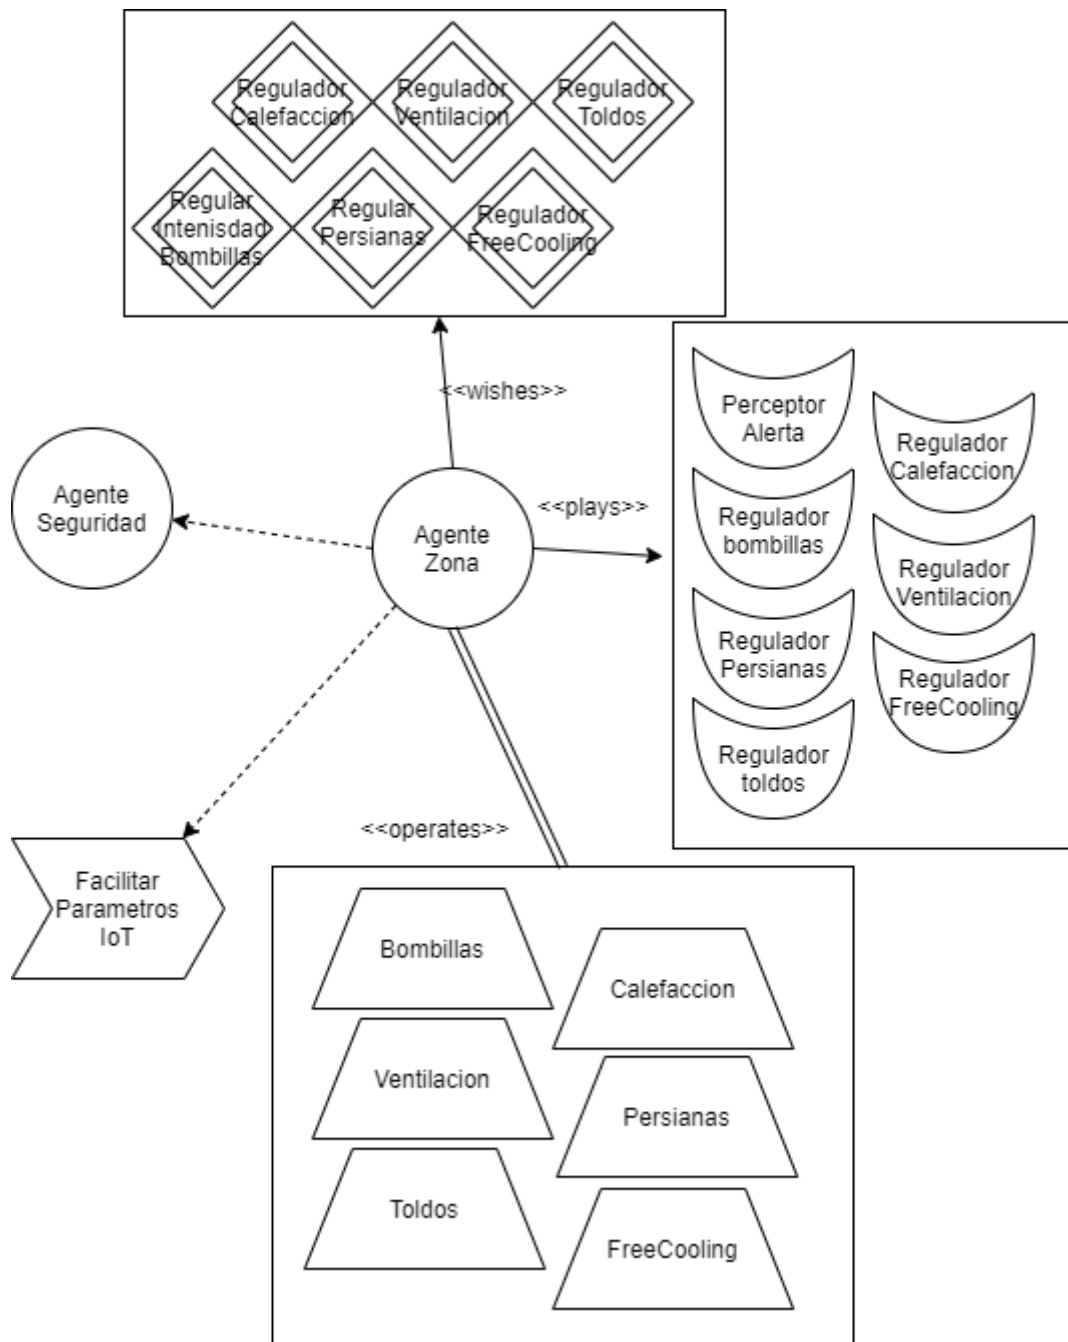 Regulador
Calefaccion
Regulador
Ventilacion
Regulador
Toldos
Regular
Intenisdad
Bombillas
Regular
Persianas
Regulador
FreeCooling
<<wishes>>
Agente
Seguridad
Agente
Zona
<<plays>>
Perceptor
Alerta
Regulador
Calefaccion
Regulador
bombillas
Regulador
Ventilacion
Regulador
Persianas
Regulador
FreeCooling
Regulador
toldos
<<operates>>
Facilitar
Parametros
IoT
Bombillas
Calefaccion
Ventilacion
Persianas
Toldos
FreeCooling